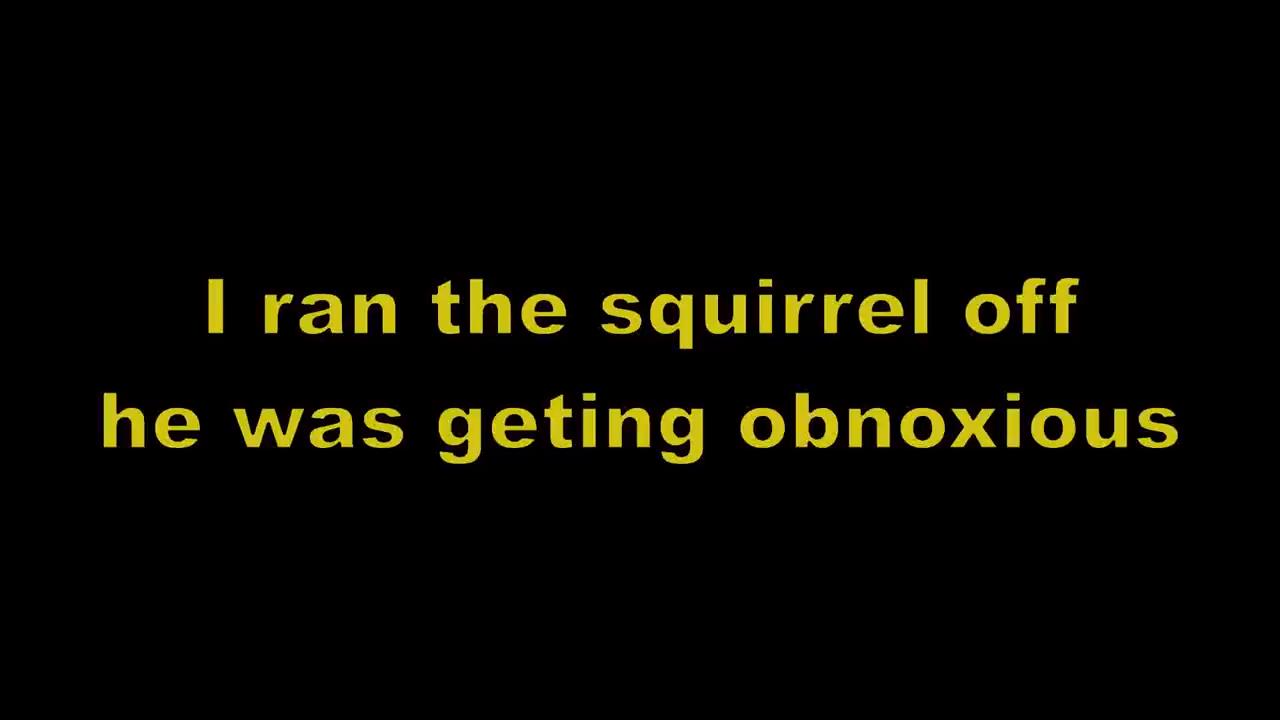 I ran the squirrel off
he was geting obnoxious